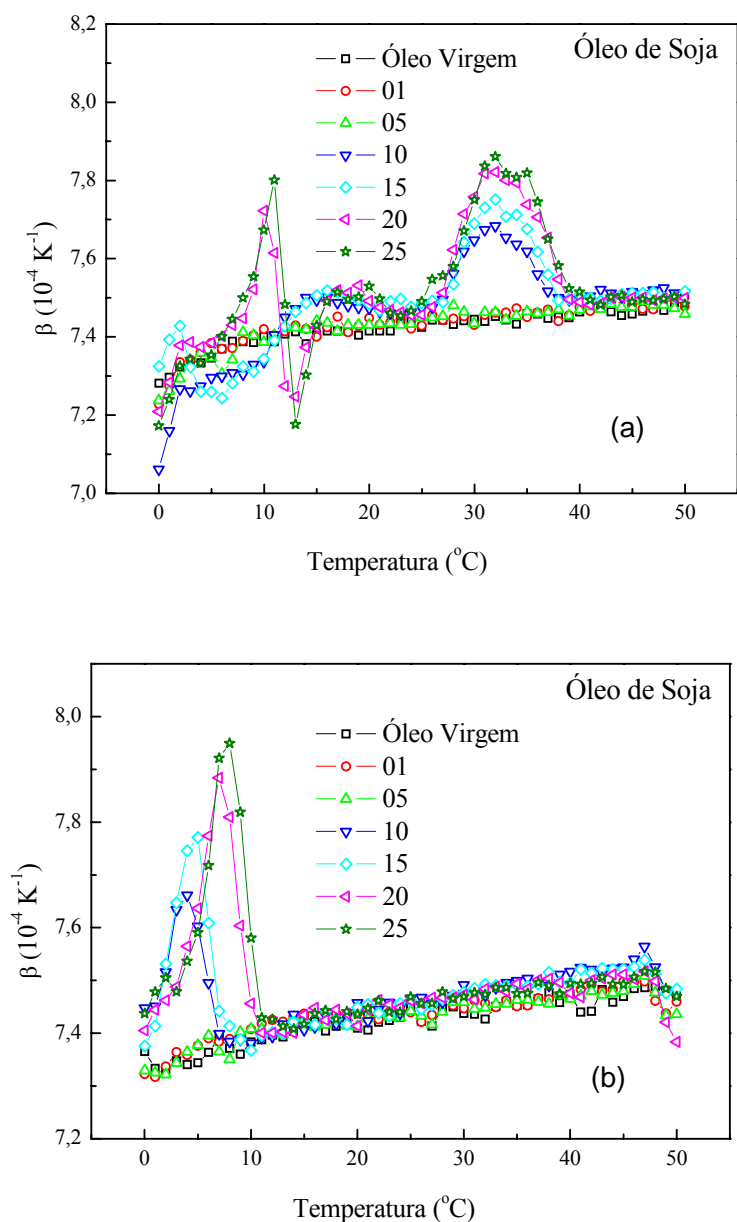 8,2
8,0
7,8
7,6
7,4
7,2
7,0
β (10⁻⁴ K⁻¹)
Óleo de Soja
Óleo Virgem
01
05
10
15
20
25
(a)
0 10 20 30 40 50
Temperatura (°C)
8,0
7,8
7,6
7,4
7,2
β (10⁻⁴ K⁻¹)
Óleo de Soja
Óleo Virgem
01
05
10
15
20
25
(b)
0 10 20 30 40 50
Temperatura (°C)